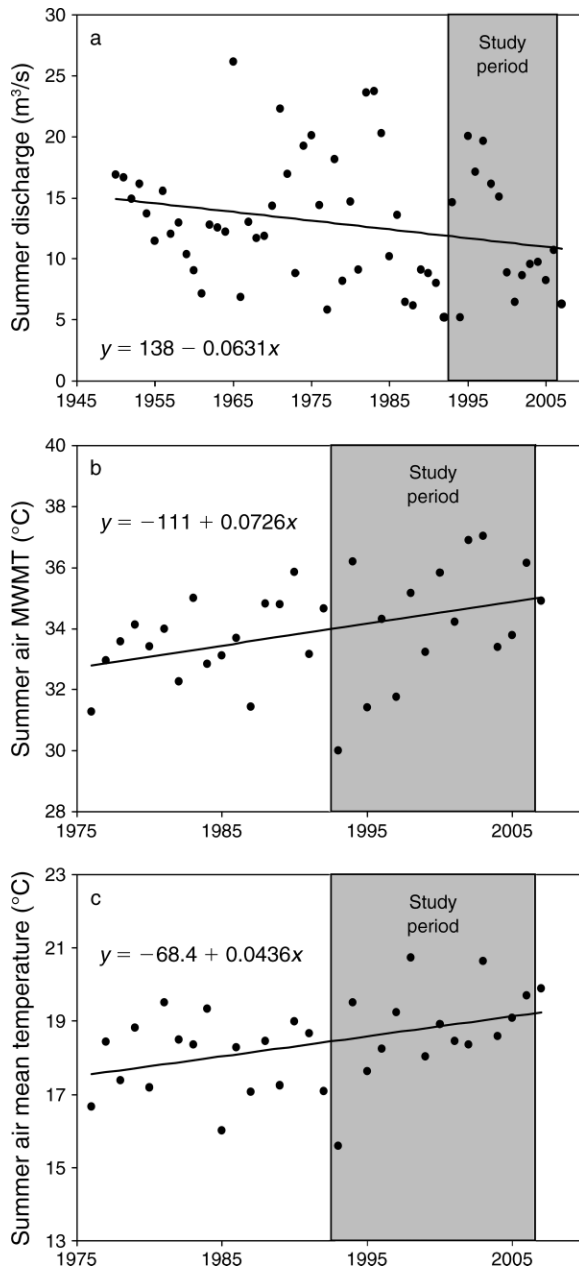 a
Study
period
Summer discharge (m³/s)
30
25
20
15
10
5
0
y = 138 − 0.0631x
1945
1955
1965
1975
1985
1995
2005
b
Study
period
Summer air MWMT (°C)
40
38
36
34
32
30
28
y = −111 + 0.0726x
1975
1985
1995
2005
c
Study
period
Summer air mean temperature (°C)
23
21
19
17
15
13
y = −68.4 + 0.0436x
1975
1985
1995
2005